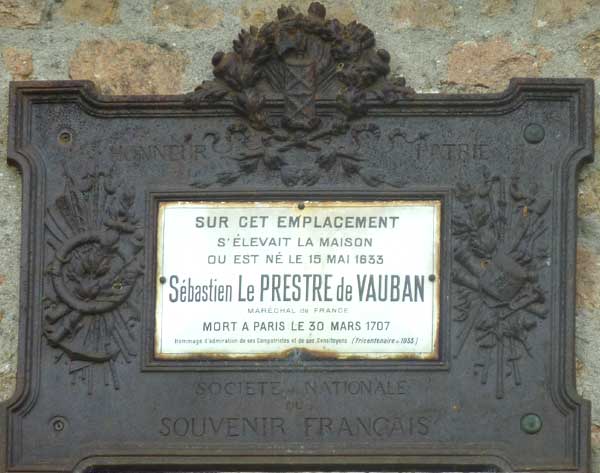 HONNEUR PATRIE
SUR CET EMPLACEMENT
S'ÉLEVAIT LA MAISON
OU EST NÉ LE 15 MAI 1633
Sébastien Le PRESTRE de VAUBAN
MARÉCHAL de FRANCE
MORT A PARIS LE 30 MARS 1707
Hommage d'admiration de ses Compatriotes et de ses Concitoyens (Tricentenaire - 1933)
SOCIÉTÉ NATIONALE
DU
SOUVENIR FRANÇAIS